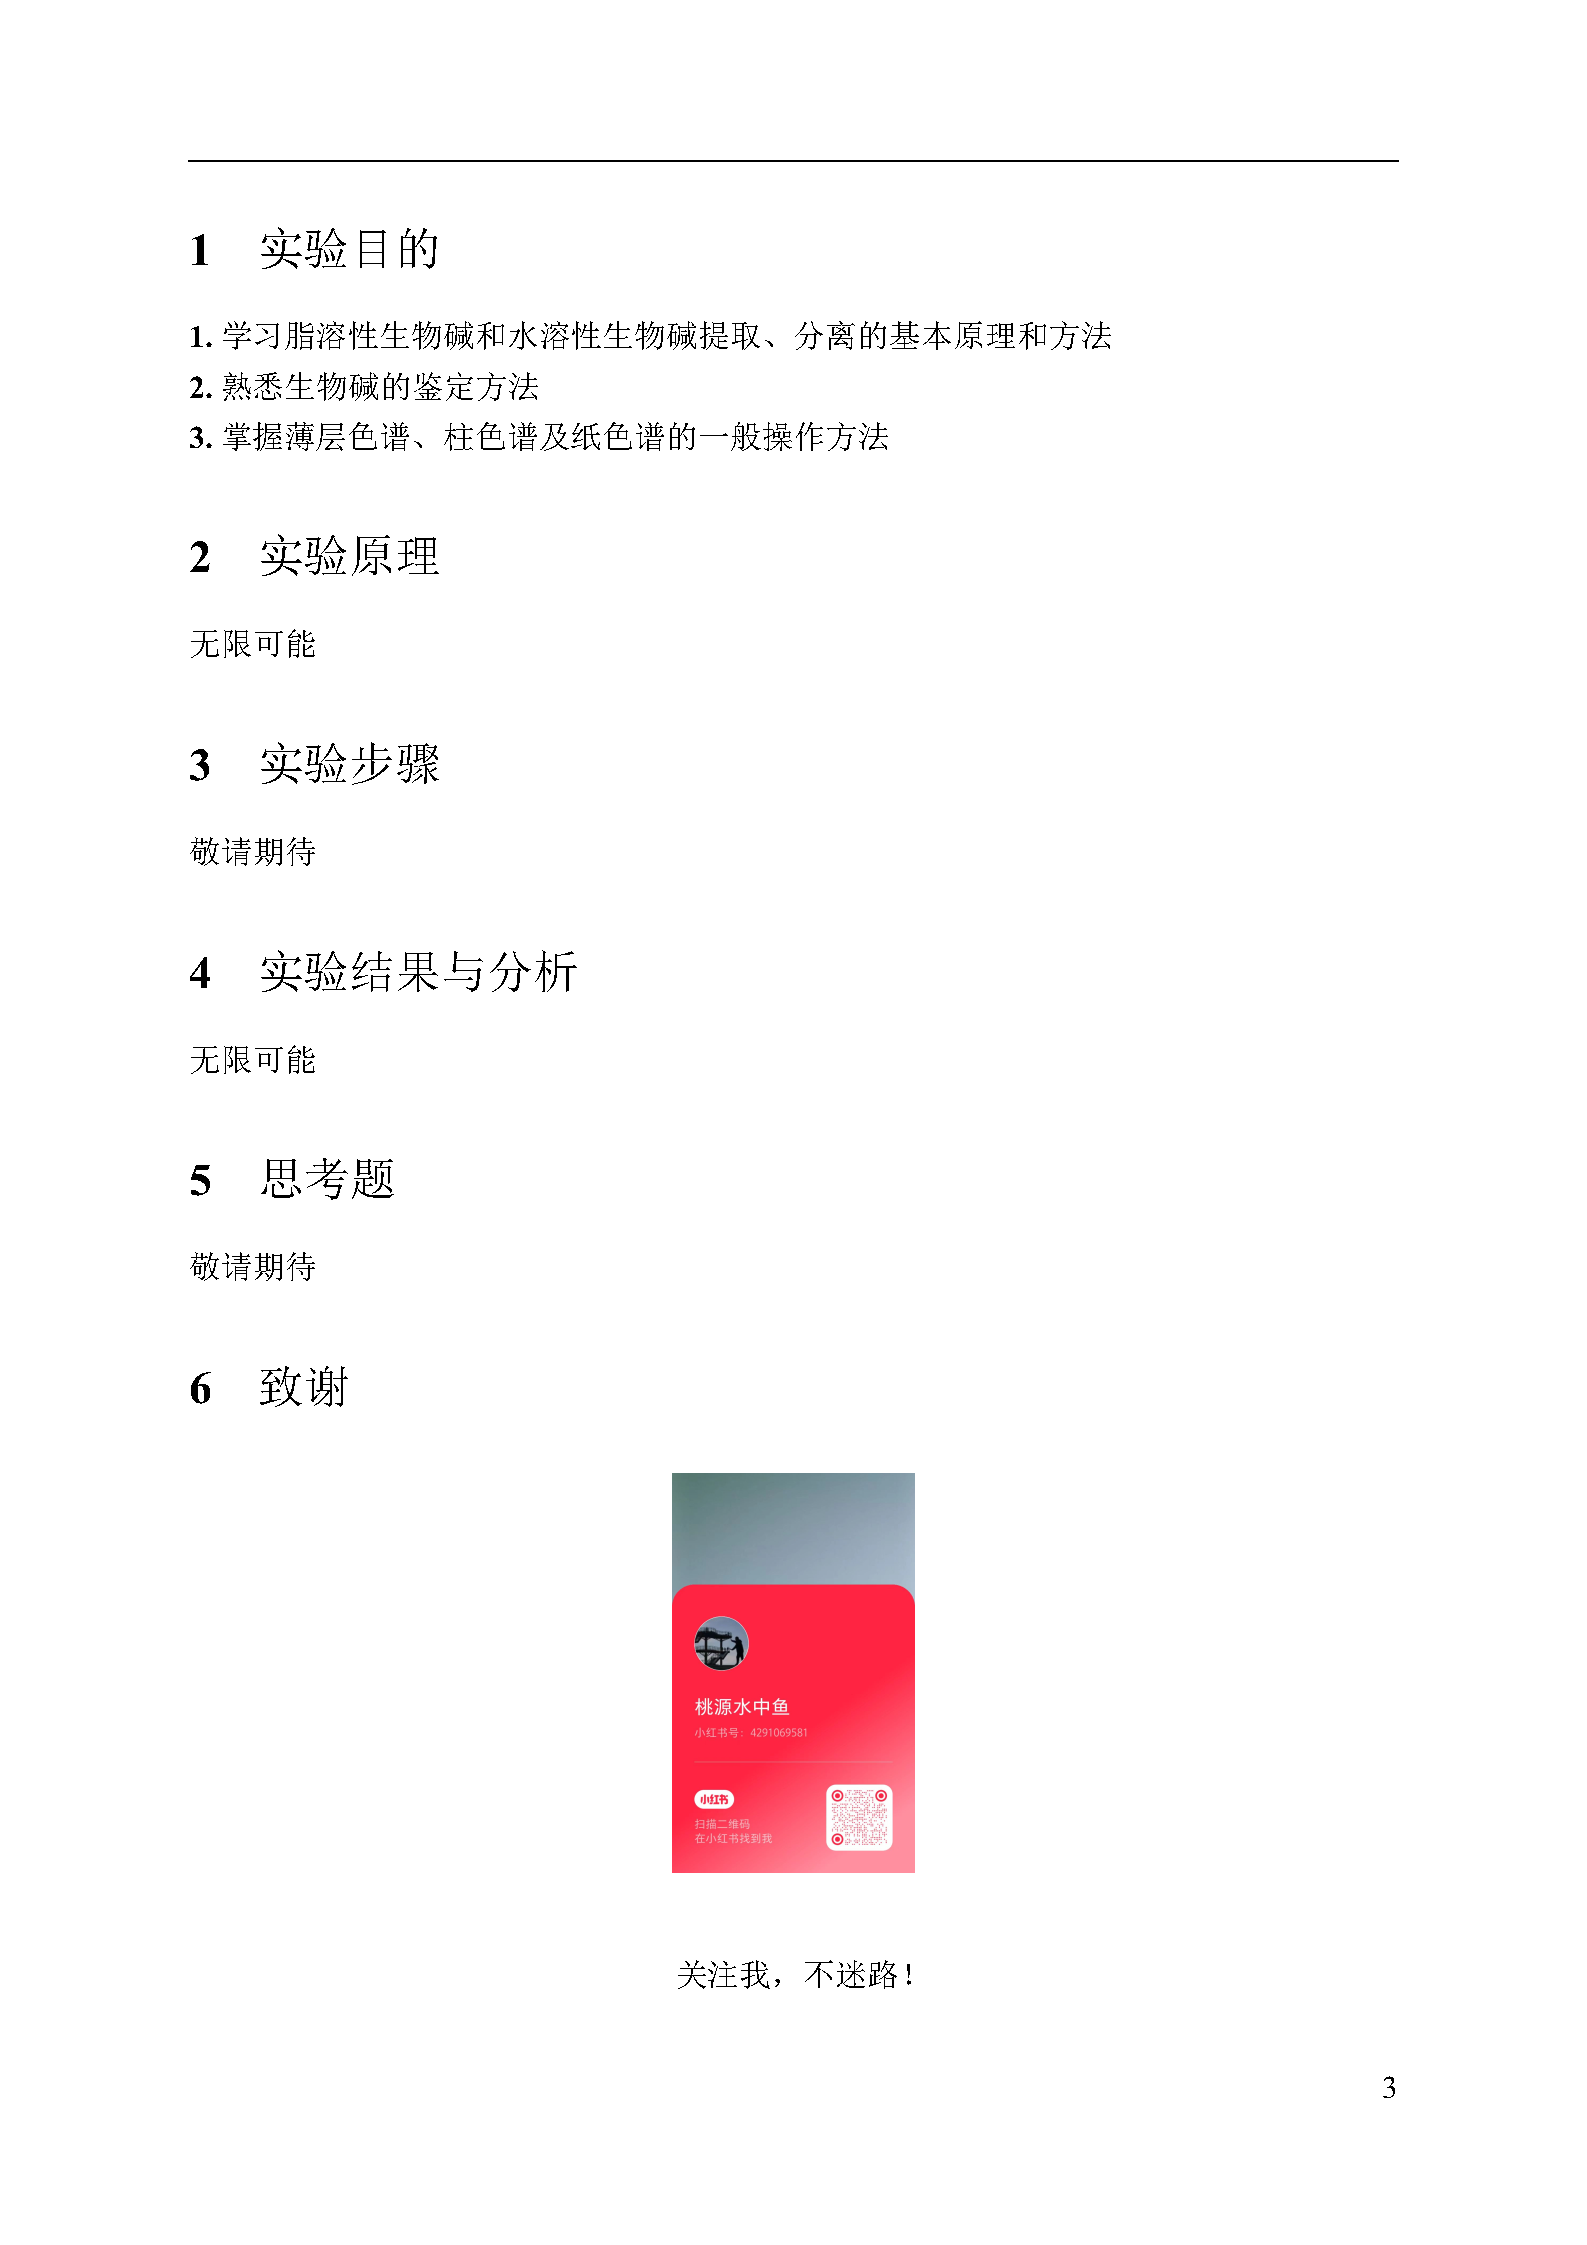 1 实验目的
1. 学习脂溶性生物碱和水溶性生物碱提取、分离的基本原理和方法
2. 熟悉生物碱的鉴定方法
3. 掌握薄层色谱、柱色谱及纸色谱的一般操作方法
2 实验原理
无限可能
3 实验步骤
敬请期待
4 实验结果与分析
无限可能
5 思考题
敬请期待
6 致谢
桃源水中鱼
小红书号：4291069581
小红书
扫描二维码
在小红书找到我
关注我，不迷路！
3